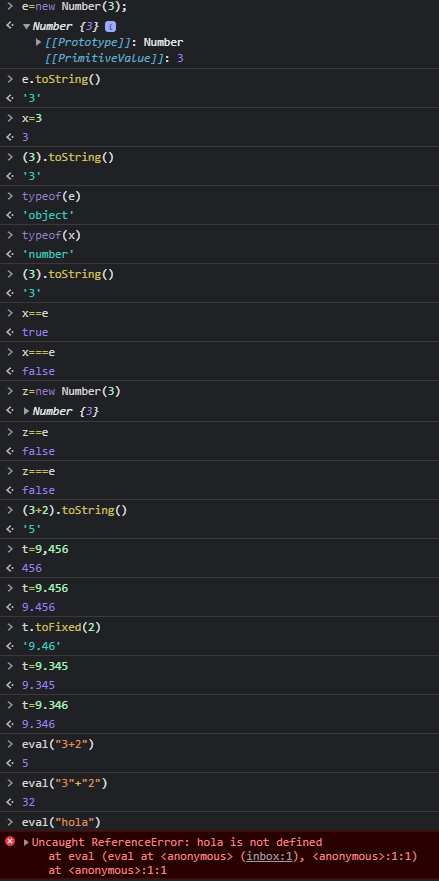 e=new Number(3);
Number {3} i
[[Prototype]]: Number
[[PrimitiveValue]]: 3
e.toString()
'3'
x=3
3
(3).toString()
'3'
typeof(e)
'object'
typeof(x)
'number'
(3).toString()
'3'
x==e
true
x===e
false
z=new Number(3)
Number {3}
z==e
false
z===e
false
(3+2).toString()
'5'
t=9,456
456
t=9.456
9.456
t.toFixed(2)
'9.46'
t=9.345
9.345
t=9.346
9.346
eval("3+2")
5
eval("3"+"2")
32
eval("hola")
Uncaught ReferenceError: hola is not defined
at eval (eval at <anonymous> (inbox:1), <anonymous>:1:1)
at <anonymous>:1:1